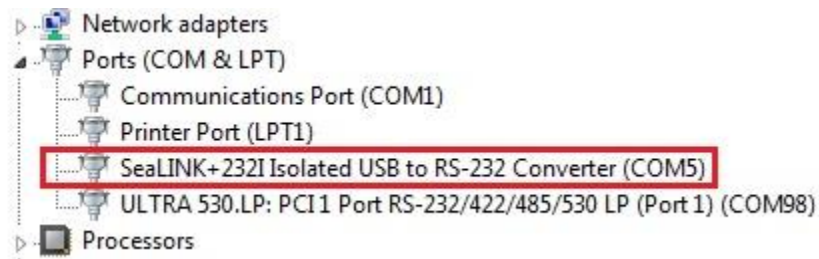 Network adapters
Ports (COM & LPT)
Communications Port (COM1)
Printer Port (LPT1)
SeaLINK+232I Isolated USB to RS-232 Converter (COM5)
ULTRA 530.LP: PCI 1 Port RS-232/422/485/530 LP (Port 1) (COM98)
Processors